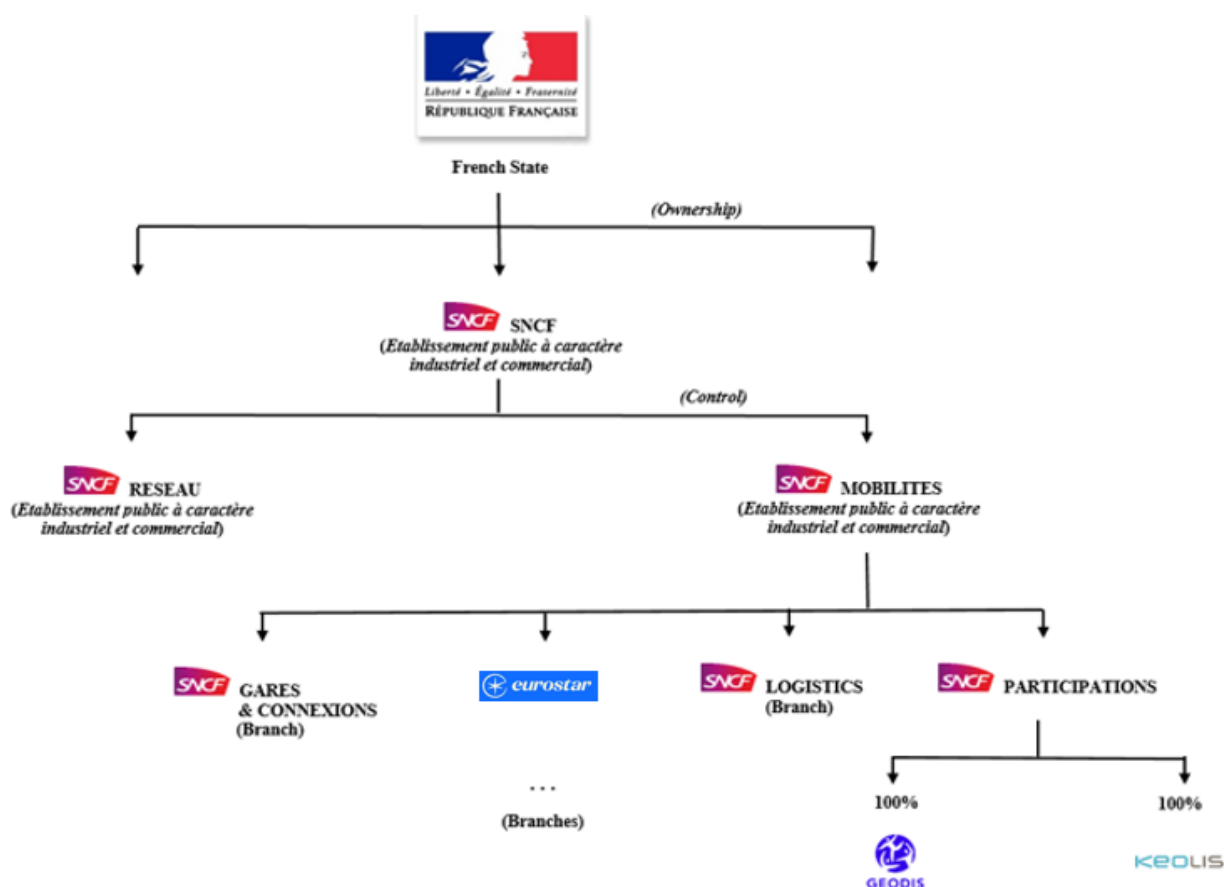 Liberté • Égalité • Fraternité
RÉPUBLIQUE FRANÇAISE
French State
(Ownership)
SNCF SNCF
(Etablissement public à caractère
industriel et commercial)
(Control)
SNCF RESEAU
(Etablissement public à caractère
industriel et commercial)
SNCF MOBILITES
(Etablissement public à caractère
industriel et commercial)
SNCF GARES
& CONNEXIONS
(Branch)
eurostar
...
(Branches)
SNCF LOGISTICS
(Branch)
SNCF PARTICIPATIONS
100%
GEODIS
100%
KEOLIS